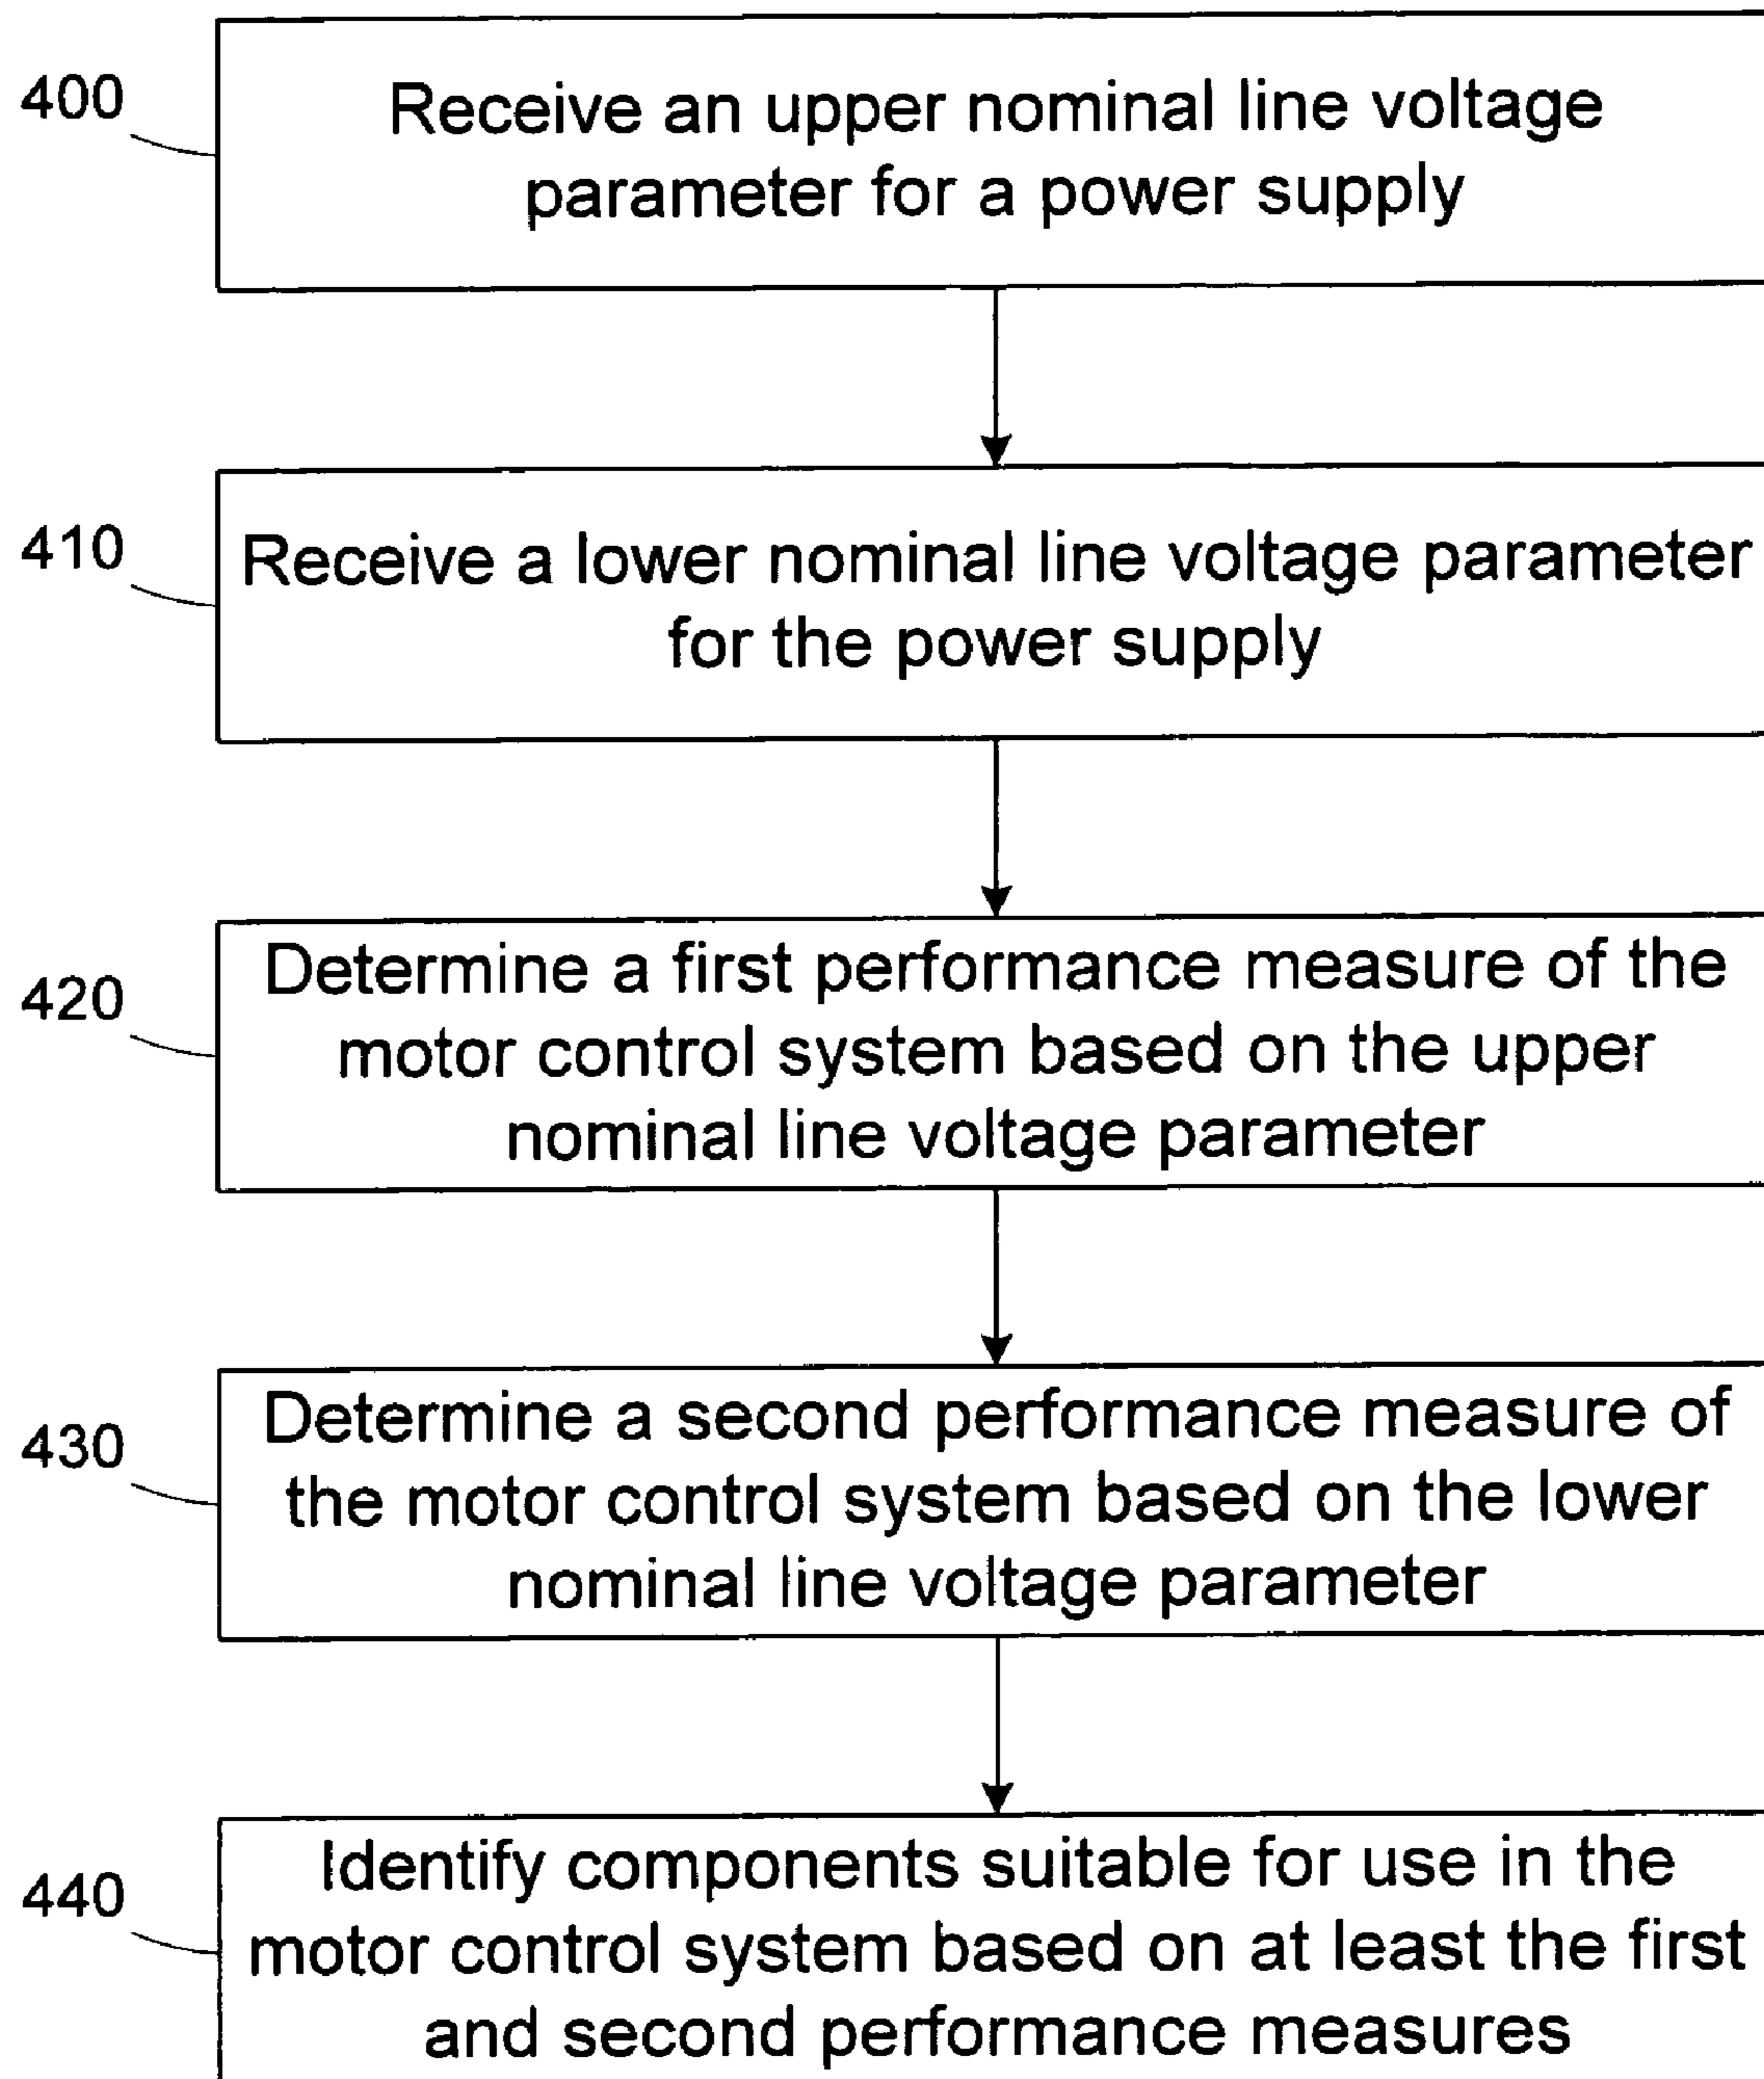 400
Receive an upper nominal line voltage
parameter for a power supply
410
Receive a lower nominal line voltage parameter
for the power supply
420
Determine a first performance measure of the
motor control system based on the upper
nominal line voltage parameter
430
Determine a second performance measure of
the motor control system based on the lower
nominal line voltage parameter
440
Identify components suitable for use in the
motor control system based on at least the first
and second performance measures